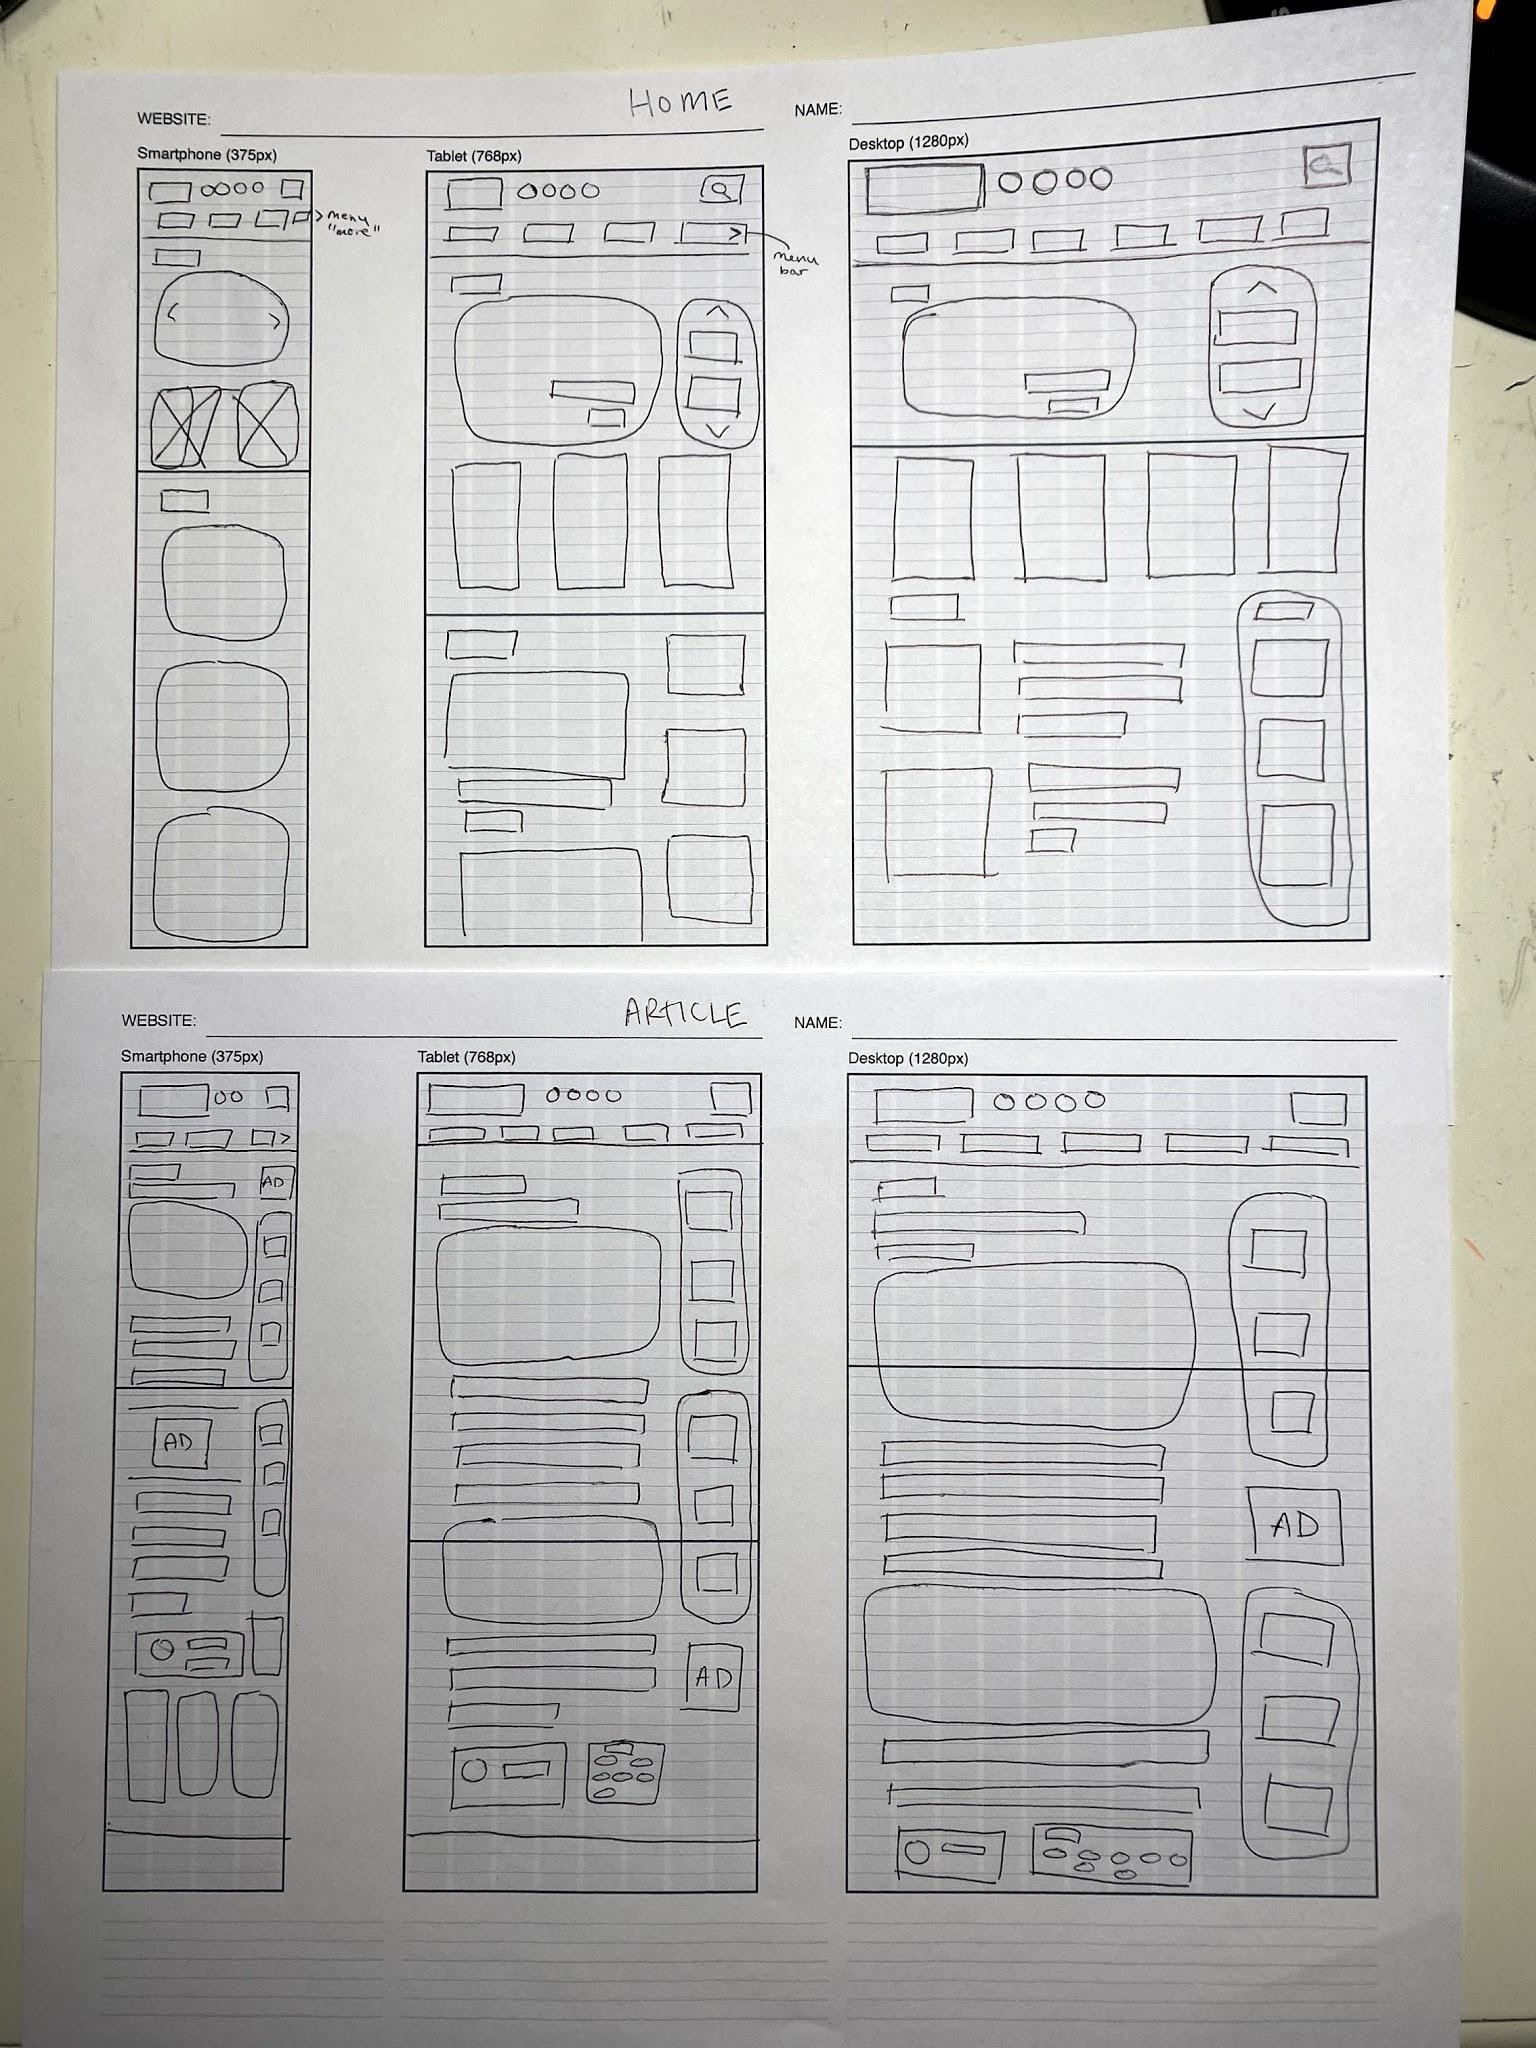 HOME
WEBSITE:
NAME:
Smartphone (375px)
Tablet (768px)
Desktop (1280px)
menu
"more"
menu
bar
ARTICLE
WEBSITE:
NAME:
Smartphone (375px)
Tablet (768px)
Desktop (1280px)
AD
AD
AD
AD